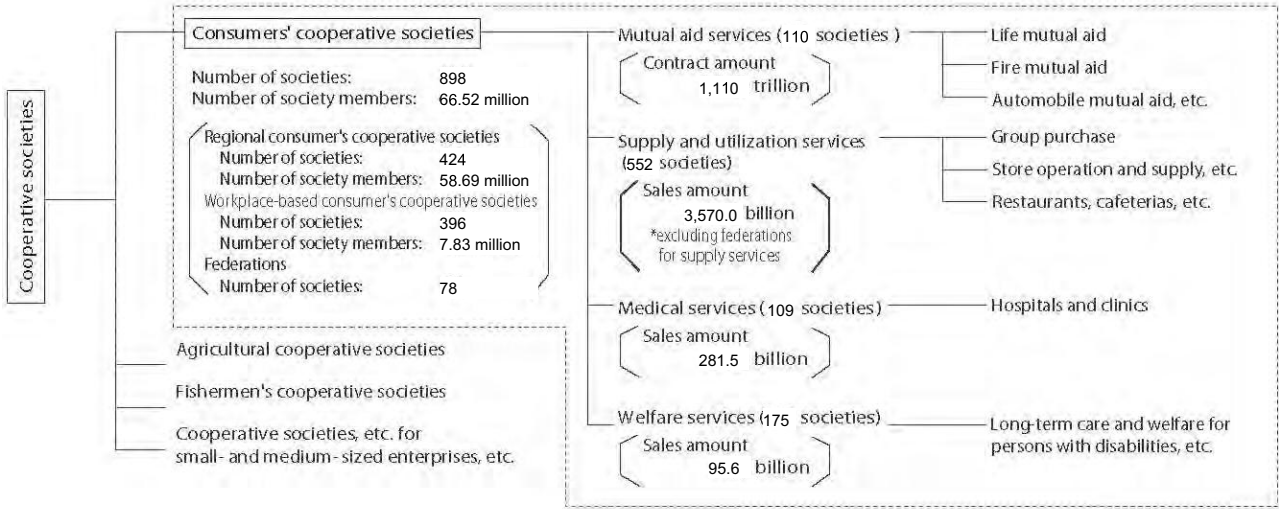 Cooperative societies
Consumers' cooperative societies
Number of societies: 898
Number of society members: 66.52 million
Regional consumer's cooperative societies
Number of societies: 424
Number of society members: 58.69 million
Workplace-based consumer's cooperative societies
Number of societies: 396
Number of society members: 7.83 million
Federations
Number of societies: 78
Agricultural cooperative societies
Fishermen's cooperative societies
Cooperative societies, etc. for
small- and medium- sized enterprises, etc.
Mutual aid services (110 societies )
Contract amount
1,110 trillion
Life mutual aid
Fire mutual aid
Automobile mutual aid, etc.
Supply and utilization services
(552 societies)
Sales amount
3,570.0 billion
*excluding federations
for supply services
Group purchase
Store operation and supply, etc.
Restaurants, cafeterias, etc.
Medical services (109 societies)
Sales amount
281.5 billion
Hospitals and clinics
Welfare services (175 societies)
Sales amount
95.6 billion
Long-term care and welfare for
persons with disabilities, etc.